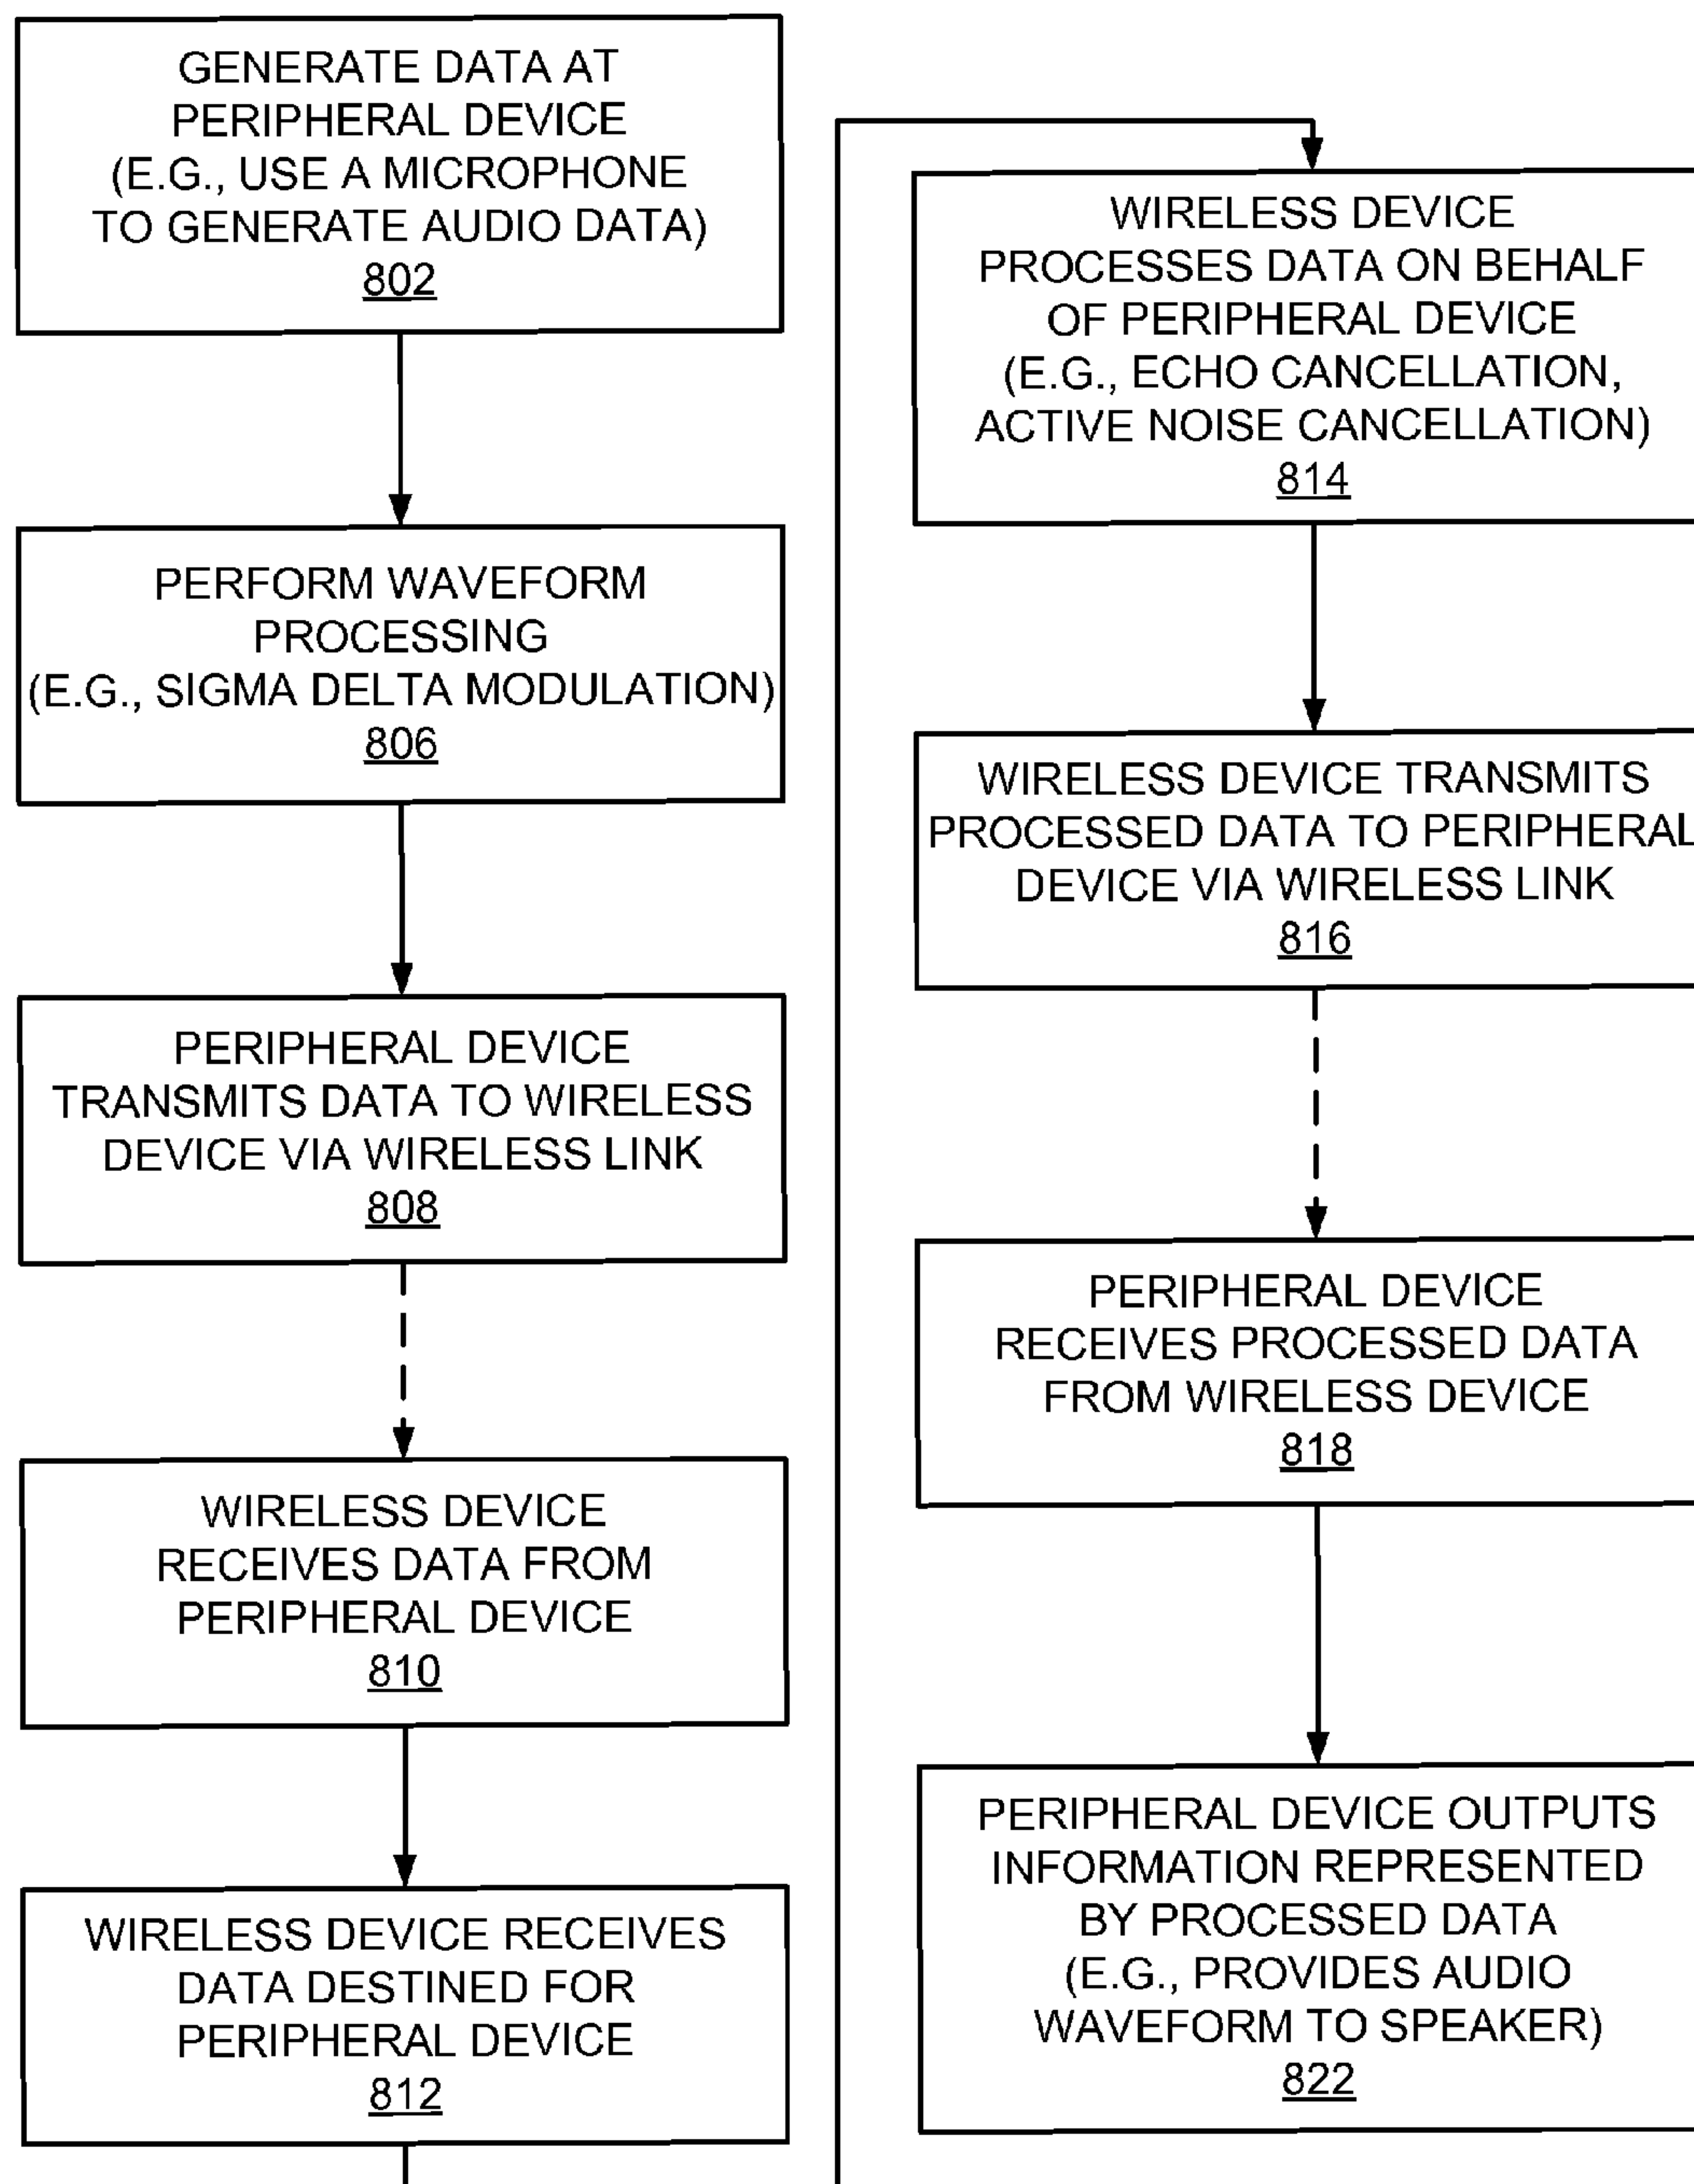 GENERATE DATA AT
PERIPHERAL DEVICE
(E.G., USE A MICROPHONE
TO GENERATE AUDIO DATA)
802
PERFORM WAVEFORM
PROCESSING
(E.G., SIGMA DELTA MODULATION)
806
PERIPHERAL DEVICE
TRANSMITS DATA TO WIRELESS
DEVICE VIA WIRELESS LINK
808
WIRELESS DEVICE
RECEIVES DATA FROM
PERIPHERAL DEVICE
810
WIRELESS DEVICE RECEIVES
DATA DESTINED FOR
PERIPHERAL DEVICE
812
WIRELESS DEVICE
PROCESSES DATA ON BEHALF
OF PERIPHERAL DEVICE
(E.G., ECHO CANCELLATION,
ACTIVE NOISE CANCELLATION)
814
WIRELESS DEVICE TRANSMITS
PROCESSED DATA TO PERIPHERAL
DEVICE VIA WIRELESS LINK
816
PERIPHERAL DEVICE
RECEIVES PROCESSED DATA
FROM WIRELESS DEVICE
818
PERIPHERAL DEVICE OUTPUTS
INFORMATION REPRESENTED
BY PROCESSED DATA
(E.G., PROVIDES AUDIO
WAVEFORM TO SPEAKER)
822